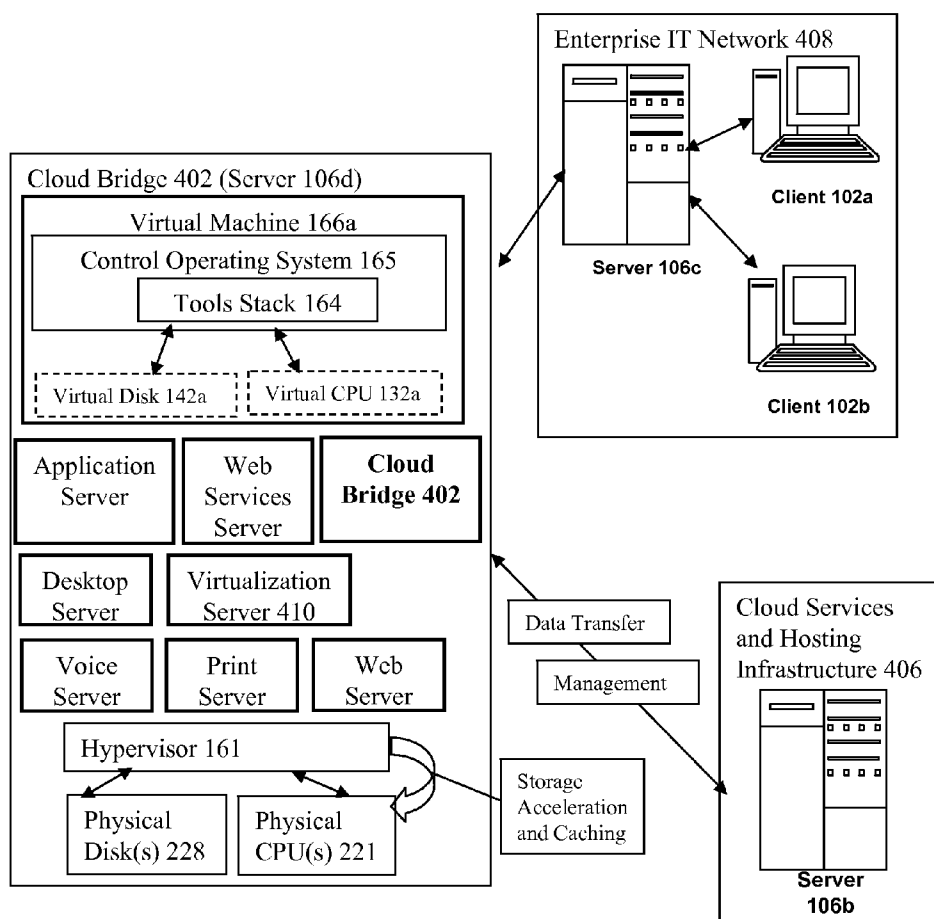 Enterprise IT Network 408
Client 102a
Server 106c
Client 102b
Cloud Bridge 402 (Server 106d)
Virtual Machine 166a
Control Operating System 165
Tools Stack 164
Virtual Disk 142a
Virtual CPU 132a
Application
Server
Web
Services
Server
Cloud
Bridge 402
Desktop
Server
Virtualization
Server 410
Voice
Server
Print
Server
Web
Server
Hypervisor 161
Physical
Disk(s) 228
Physical
CPU(s) 221
Data Transfer
Management
Storage
Acceleration
and Caching
Cloud Services
and Hosting
Infrastructure 406
Server
106b